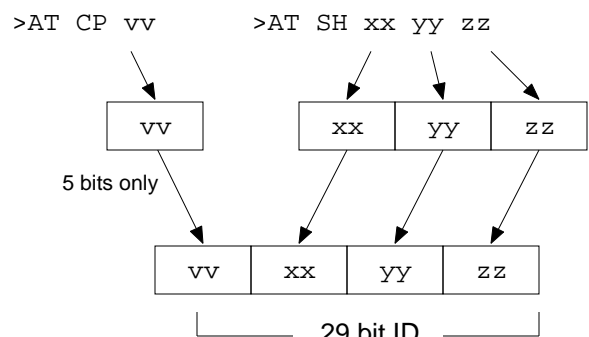 >AT CP vv >AT SH xx yy zz
vv xx yy zz
5 bits only
vv xx yy zz
29 bit ID